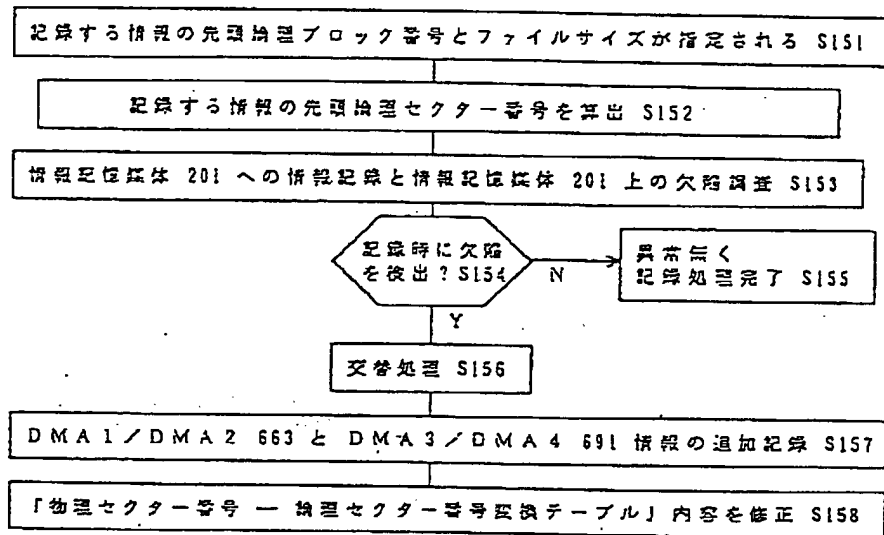 記録する情報の先頭論理ブロック番号とファイルサイズが指定される S151
記録する情報の先頭論理セクター番号を算出 S152
情報記憶媒体 201 への情報記録と情報記憶媒体 201 上の欠陥調査 S153
記録時に欠陥
を検出?S154
N
異常無く
記録処理完了 S155
Y
交替処理 S156
DMA1/DMA2 663 と DMA3/DMA4 691 情報の追加記録 S157
「物理セクター番号 ー 論理セクター番号変換テーブル」内容を修正 S158